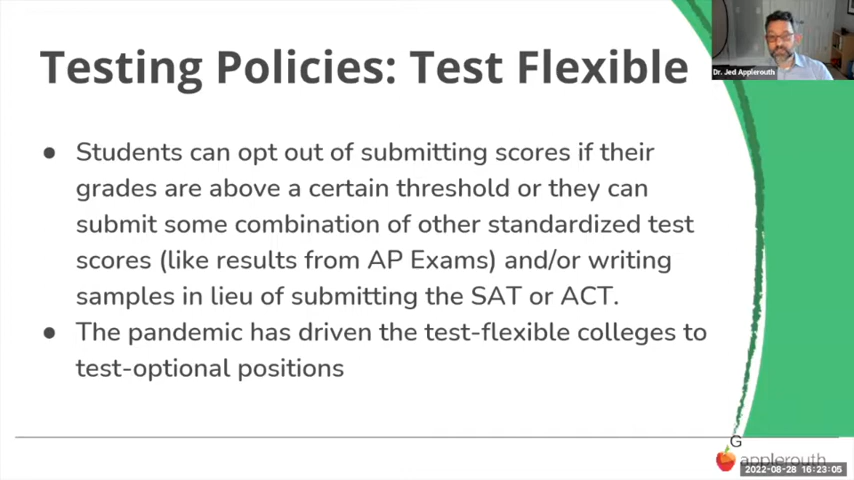 Testing Policies: Test Flexible
Dr. Jed Applerouth
● Students can opt out of submitting scores if their
grades are above a certain threshold or they can
submit some combination of other standardized test
scores (like results from AP Exams) and/or writing
samples in lieu of submitting the SAT or ACT.
● The pandemic has driven the test-flexible colleges to
test-optional positions
G
applerouth
2022-08-28 16:23:05